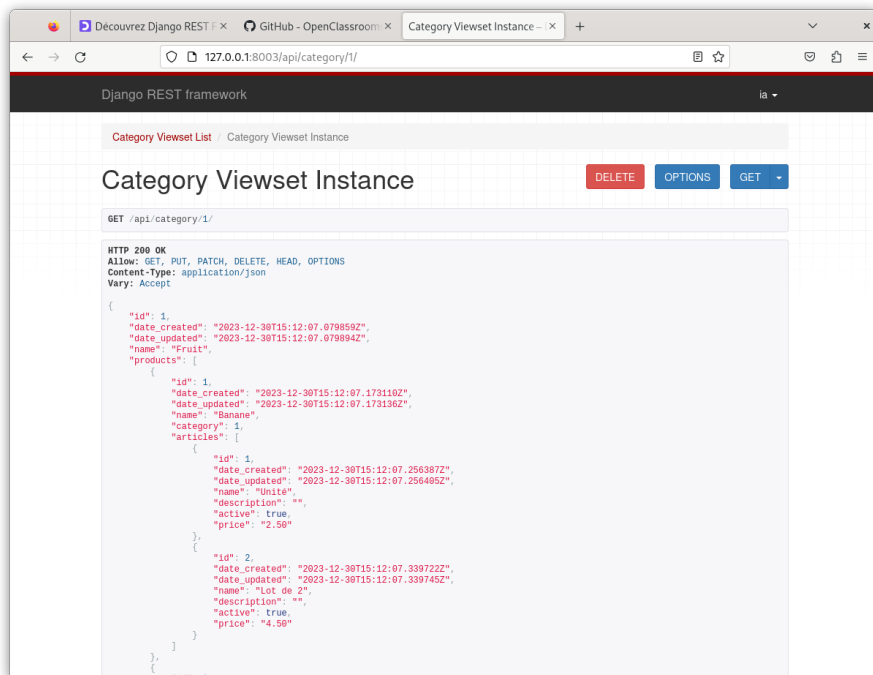 Découvrez Django REST F
GitHub - OpenClassroom
Category Viewset Instance –
127.0.0.1:8003/api/category/1/
Django REST framework
ia
Category Viewset List / Category Viewset Instance
Category Viewset Instance
DELETE
OPTIONS
GET
GET /api/category/1/
HTTP 200 OK
Allow: GET, PUT, PATCH, DELETE, HEAD, OPTIONS
Content-Type: application/json
Vary: Accept
{
    "id": 1,
    "date_created": "2023-12-30T15:12:07.079859Z",
    "date_updated": "2023-12-30T15:12:07.079894Z",
    "name": "Fruit",
    "products": [
        {
            "id": 1,
            "date_created": "2023-12-30T15:12:07.173110Z",
            "date_updated": "2023-12-30T15:12:07.173136Z",
            "name": "Banane",
            "category": 1,
            "articles": [
                {
                    "id": 1,
                    "date_created": "2023-12-30T15:12:07.256387Z",
                    "date_updated": "2023-12-30T15:12:07.256405Z",
                    "name": "Unité",
                    "description": "",
                    "active": true,
                    "price": "2.50"
                },
                {
                    "id": 2,
                    "date_created": "2023-12-30T15:12:07.339722Z",
                    "date_updated": "2023-12-30T15:12:07.339745Z",
                    "name": "Lot de 2",
                    "description": "",
                    "active": true,
                    "price": "4.50"
                }
            ]
        },
        {